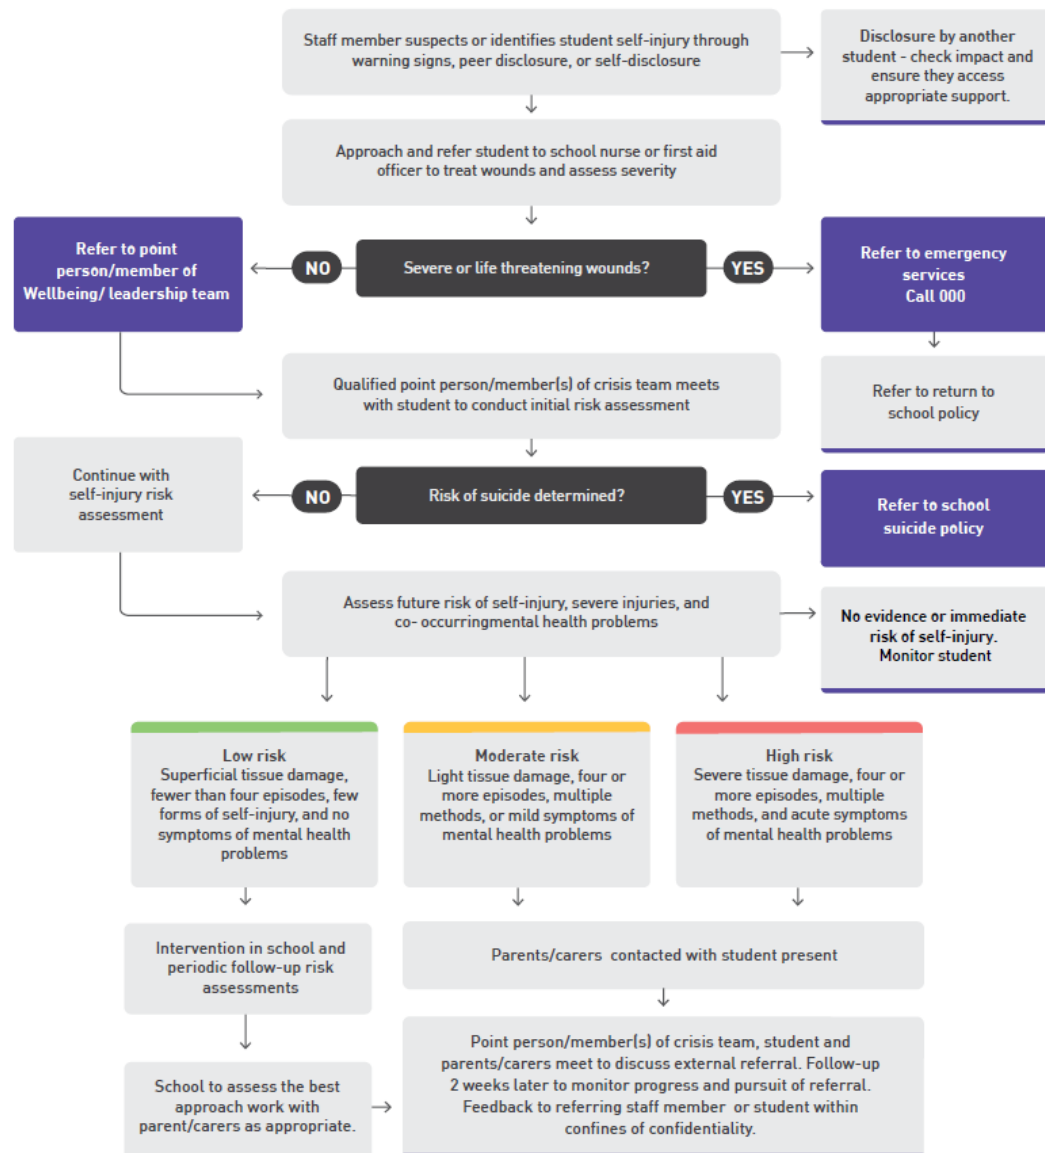 Staff member suspects or identifies student self-injury through
warning signs, peer disclosure, or self-disclosure
Disclosure by another
student - check impact and
ensure they access
appropriate support.
Approach and refer student to school nurse or first aid
officer to treat wounds and assess severity
Refer to point
person/member of
Wellbeing/ leadership team
NO
Severe or life threatening wounds?
YES
Refer to emergency
services
Call 000
Qualified point person/member(s) of crisis team meets
with student to conduct initial risk assessment
Refer to return to
school policy
Continue with
self-injury risk
assessment
NO
Risk of suicide determined?
YES
Refer to school
suicide policy
Assess future risk of self-injury, severe injuries, and
co- occurringmental health problems
No evidence or immediate
risk of self-injury.
Monitor student
Low risk
Superficial tissue damage,
fewer than four episodes, few
forms of self-injury, and no
symptoms of mental health
problems
Moderate risk
Light tissue damage, four or
more episodes, multiple
methods, or mild symptoms of
mental health problems
High risk
Severe tissue damage, four or
more episodes, multiple
methods, and acute symptoms
of mental health problems
Intervention in school and
periodic follow-up risk
assessments
Parents/carers contacted with student present
School to assess the best
approach work with
parent/carers as appropriate.
Point person/member(s) of crisis team, student and
parents/carers meet to discuss external referral. Follow-up
2 weeks later to monitor progress and pursuit of referral.
Feedback to referring staff member or student within
confines of confidentiality.